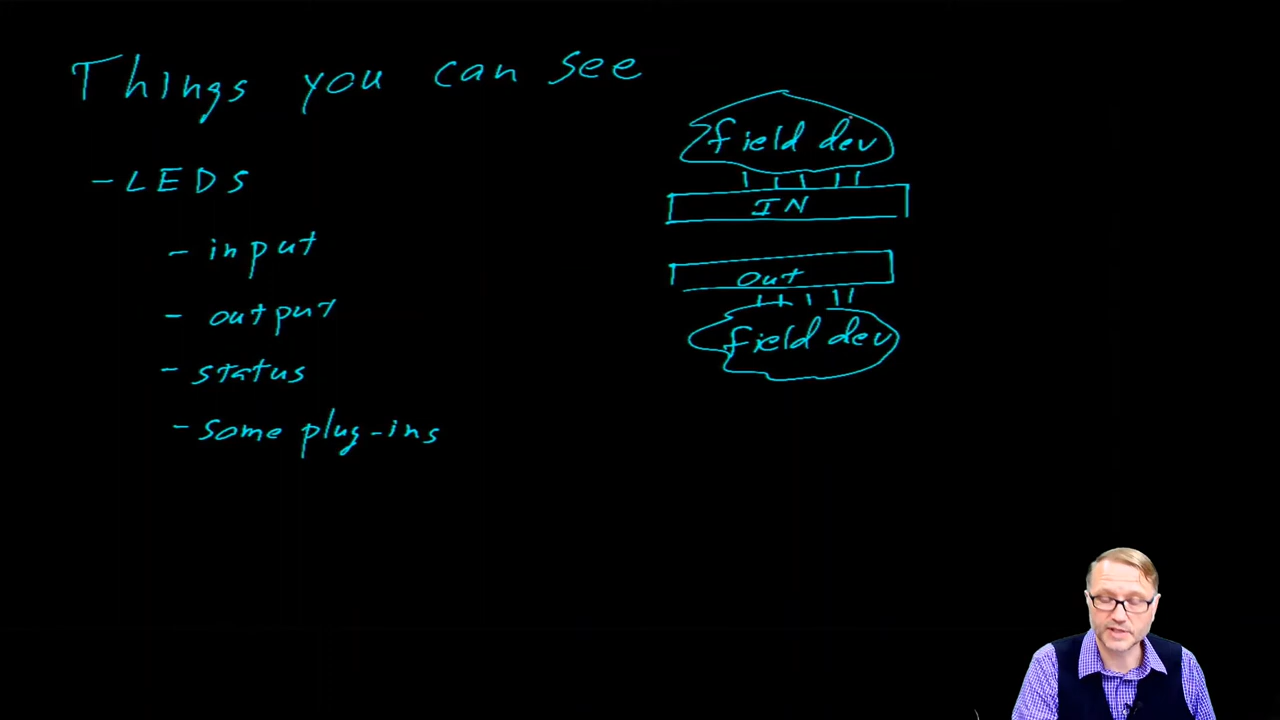 Things you can see
- LEDS
- input
- output
- status
- some plug-ins
field dev
IN
out
field dev